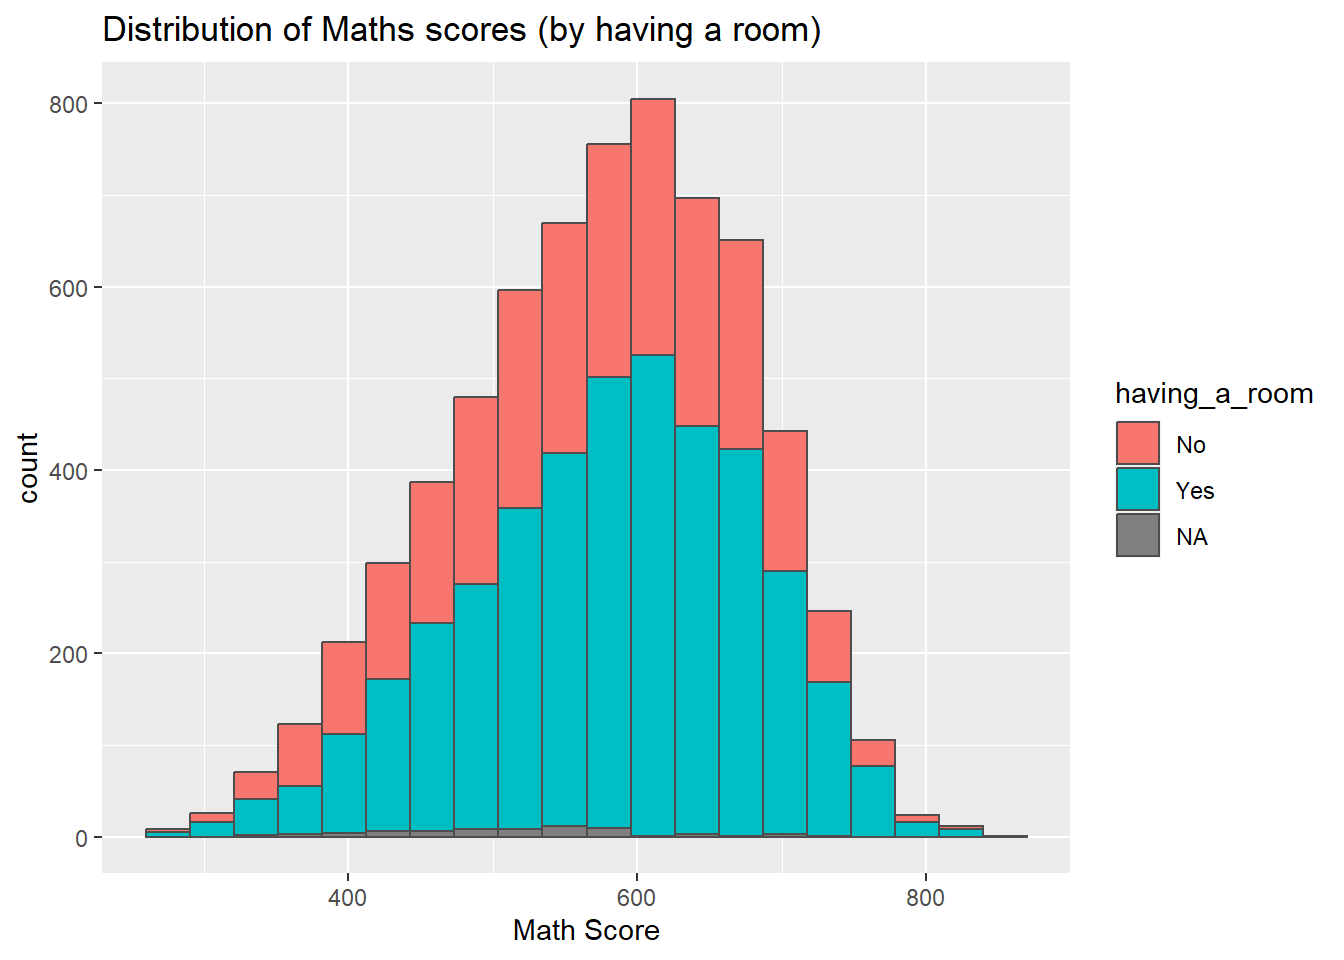 Distribution of Maths scores (by having a room)
800
600
400
200
0
count
400
600
800
Math Score
having_a_room
No
Yes
NA